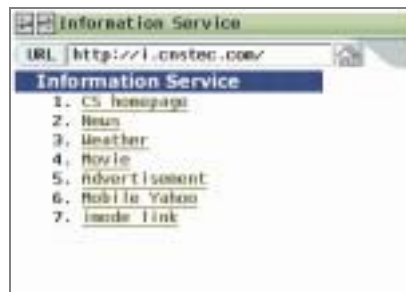 Information Service
URL http://i.cnstec.com/
Information Service
1. CS homepage
2. News
3. Weather
4. Movie
5. Advertisement
6. Mobile Yahoo
7. imode link